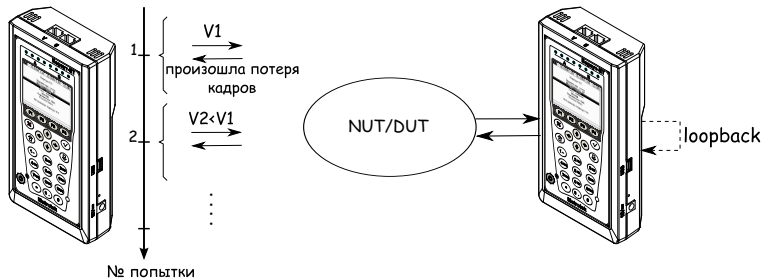 1
V1
произошла потеря
кадров
2
V2<V1
№ попытки
NUT/DUT
loopback